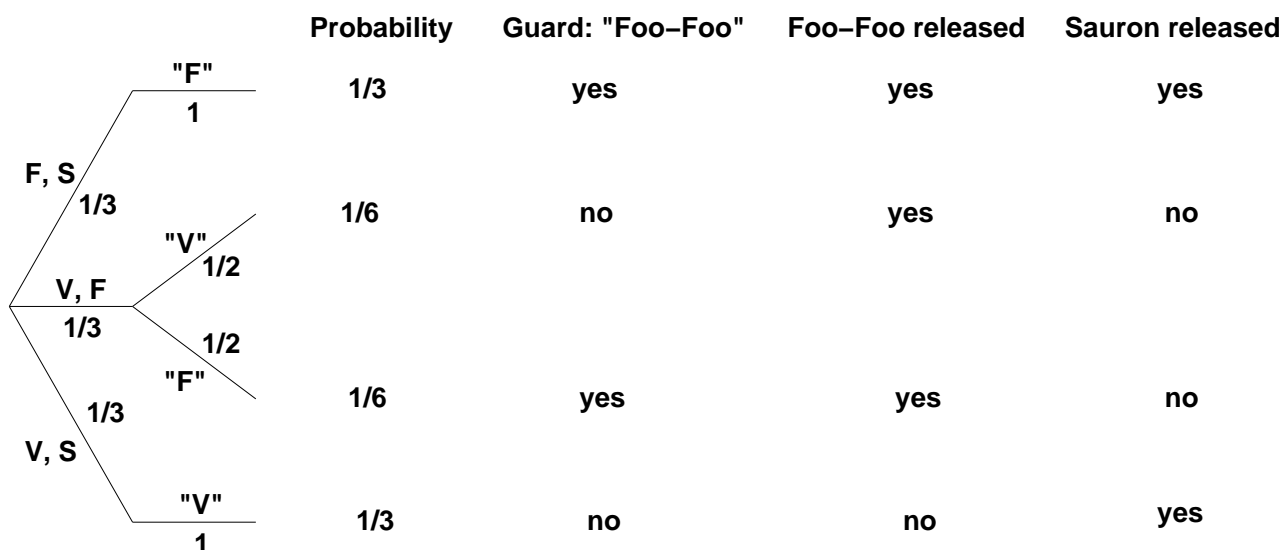 Probability Guard: "Foo–Foo" Foo–Foo released Sauron released
"F"
1/3 yes yes yes
1
F, S
1/3
1/6 no yes no
"V"
1/2
V, F
1/3
1/2
"F"
1/6 yes yes no
1/3
V, S
"V"
1/3 no no yes
1